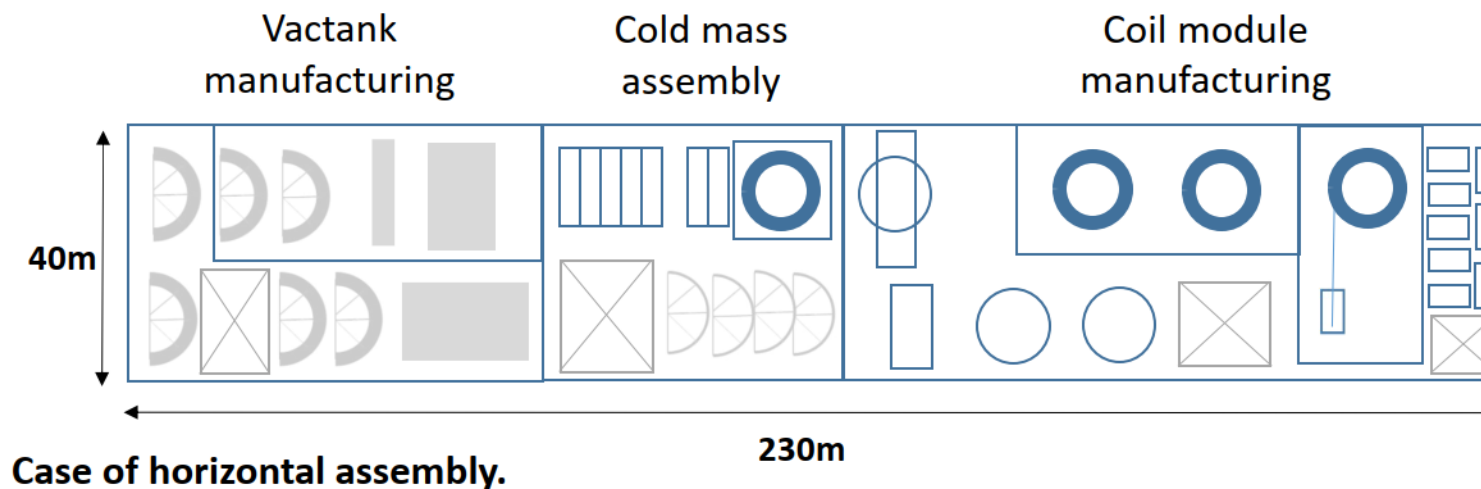 Vactank
manufacturing
Cold mass
assembly
Coil module
manufacturing
40m
230m
Case of horizontal assembly.